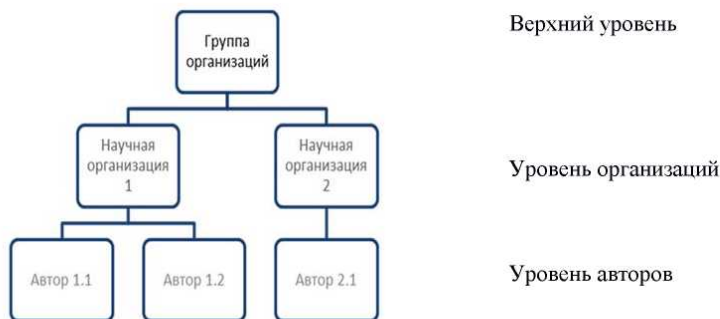 Группа
организаций
Верхний уровень
Научная
организация
1
Научная
организация
2
Уровень организаций
Автор 1.1
Автор 1.2
Автор 2.1
Уровень авторов